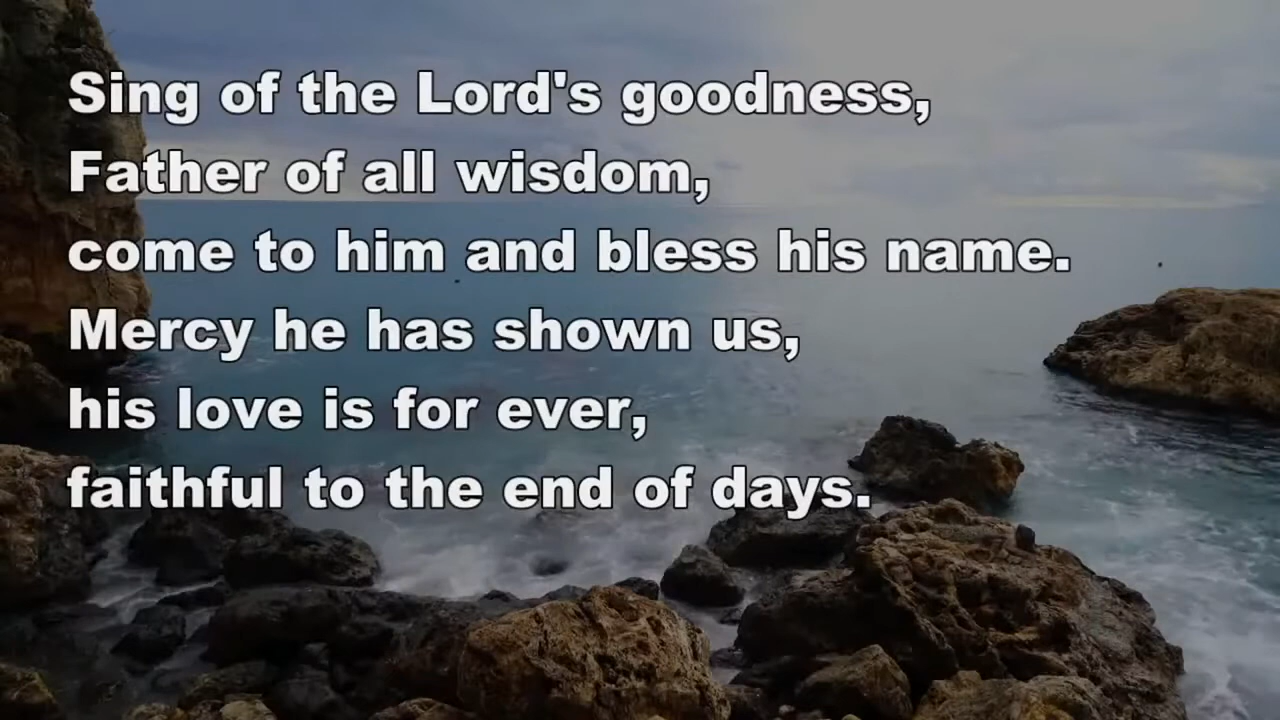 Sing of the Lord's goodness,
Father of all wisdom,
come to him and bless his name.
Mercy he has shown us,
his love is for ever,
faithful to the end of days.